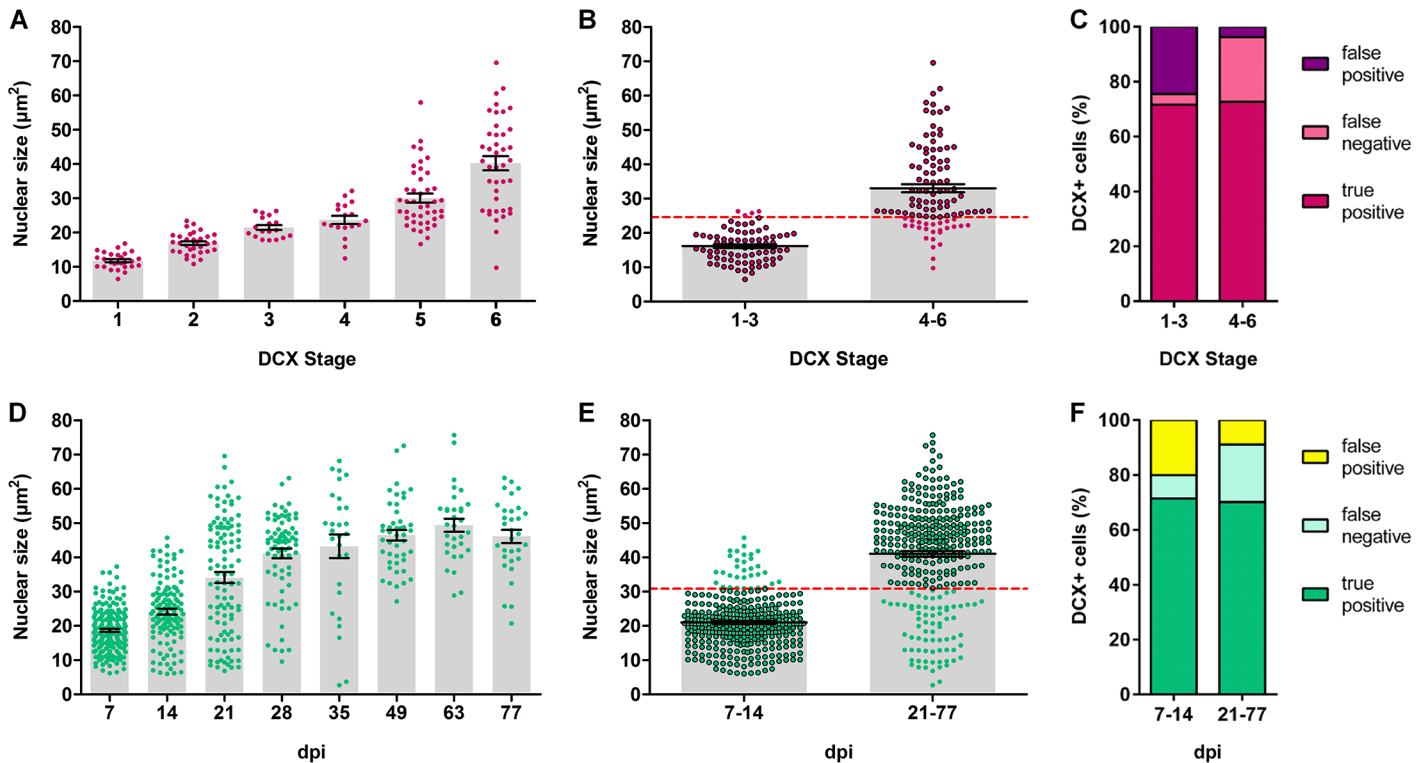 A
Nuclear size (µm²)
80
70
60
50
40
30
20
10
0
1 2 3 4 5 6
DCX Stage
B
Nuclear size (µm²)
80
70
60
50
40
30
20
10
0
1-3 4-6
DCX Stage
C
DCX+ cells (%)
100
80
60
40
20
0
1-3 4-6
DCX Stage
false
positive
false
negative
true
positive
D
Nuclear size (µm²)
80
70
60
50
40
30
20
10
0
7 14 21 28 35 49 63 77
dpi
E
Nuclear size (µm²)
80
70
60
50
40
30
20
10
0
7-14 21-77
dpi
F
DCX+ cells (%)
100
80
60
40
20
0
7-14 21-77
dpi
false
positive
false
negative
true
positive